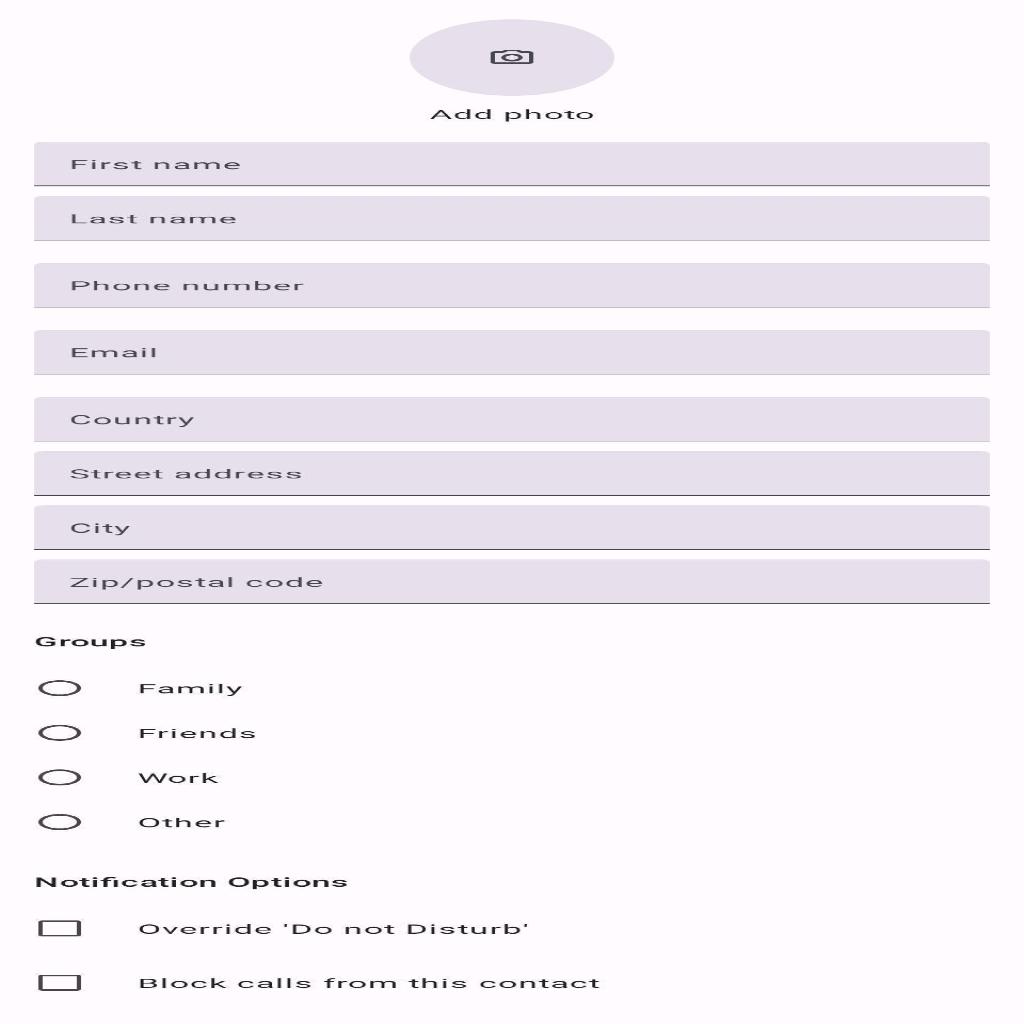 Add photo
First name
Last name
Phone number
Email
Country
Street address
City
Zip/postal code
Groups
Family
Friends
Work
Other
Notification Options
Override 'Do not Disturb'
Block calls from this contact